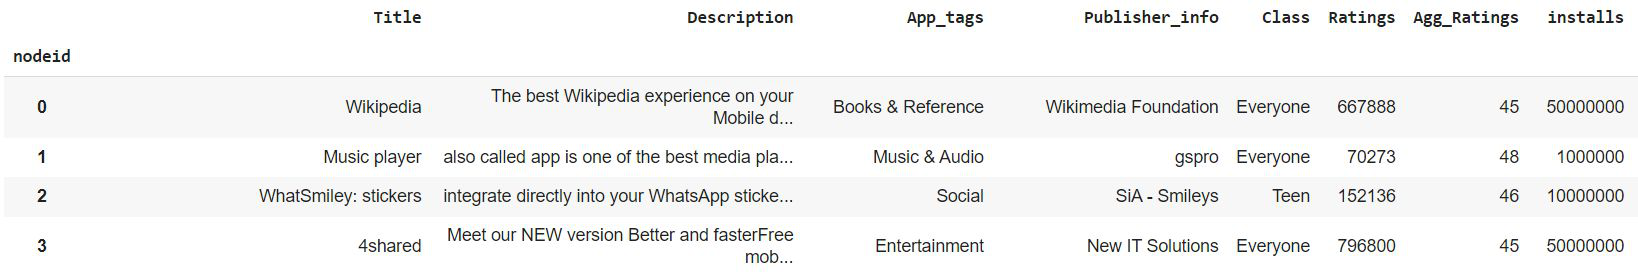 Title Description App_tags Publisher_info Class Ratings Agg_Ratings installs
nodeid
0 Wikipedia The best Wikipedia experience on your Mobile d... Books & Reference Wikimedia Foundation Everyone 667888 45 50000000
1 Music player also called app is one of the best media pla... Music & Audio gspro Everyone 70273 48 1000000
2 WhatSmiley: stickers integrate directly into your WhatsApp sticke... Social SiA - Smileys Teen 152136 46 10000000
3 4shared Meet our NEW version Better and fasterFree mob... Entertainment New IT Solutions Everyone 796800 45 50000000